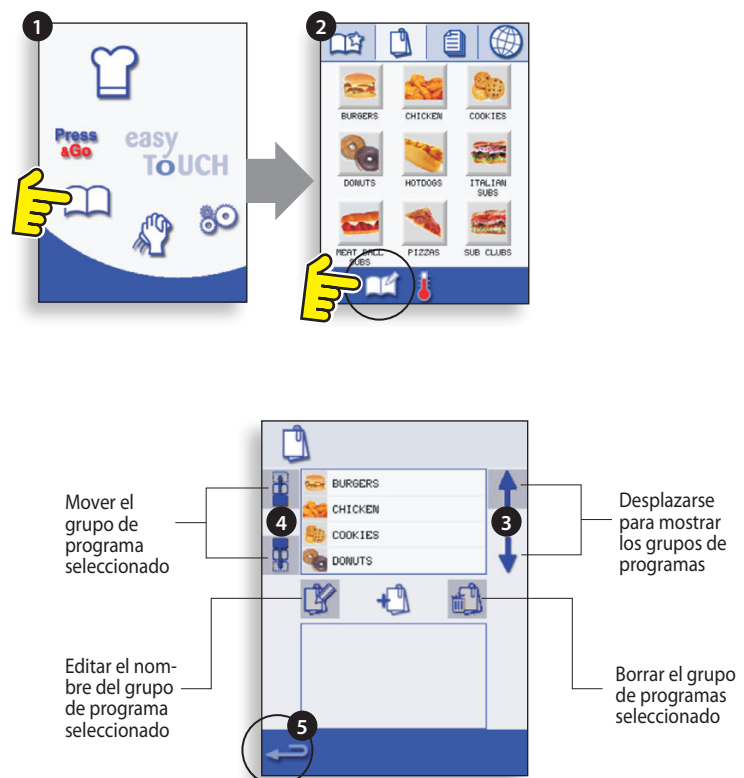 1
Press
&Go
easy
TOUCH
2
BURGERS
CHICKEN
COOKIES
DONUTS
HOTDOGS
ITALIAN
SUBS
MEAT BALL
SUBS
PIZZAS
SUB CLUBS
Mover el
grupo de
programa
seleccionado
4
BURGERS
CHICKEN
COOKIES
DONUTS
3
Desplazarse
para mostrar
los grupos de
programas
Editar el nom-
bre del grupo
de programa
seleccionado
5
Borrar el grupo
de programas
seleccionado